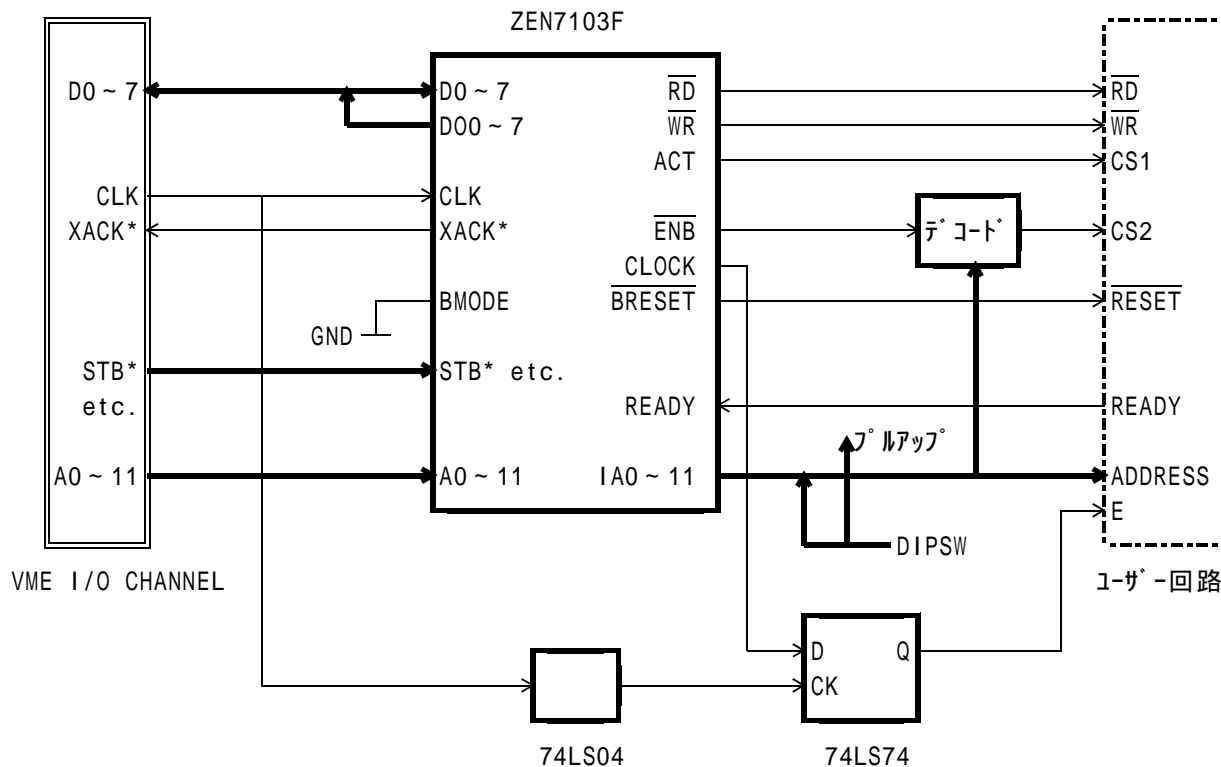 ZEN7103F
D0 ~ 7
CLK
XACK*
STB*
etc.
A0 ~ 11
VME I/O CHANNEL
D0 ~ 7
DO0 ~ 7
CLK
XACK*
BMODE
GND
STB* etc.
A0 ~ 11
RD
WR
ACT
ENB
CLOCK
BRESET
READY
IA0 ~ 11
デコード
プルアップ
DIPSW
RD
WR
CS1
CS2
RESET
READY
ADDRESS
E
ユーザー回路
D
Q
CK
74LS04
74LS74